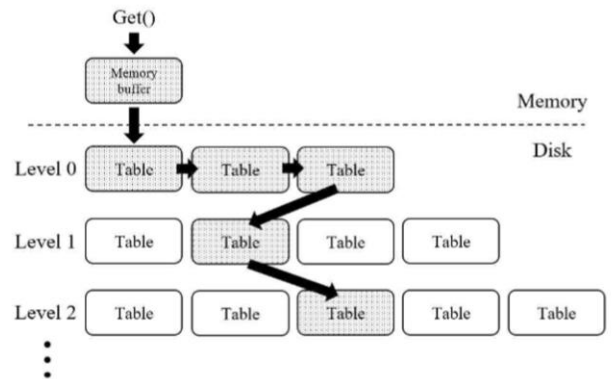 Get()
Memory
buffer
Memory
Disk
Level 0 Table Table Table
Level 1 Table Table Table Table
Level 2 Table Table Table Table Table